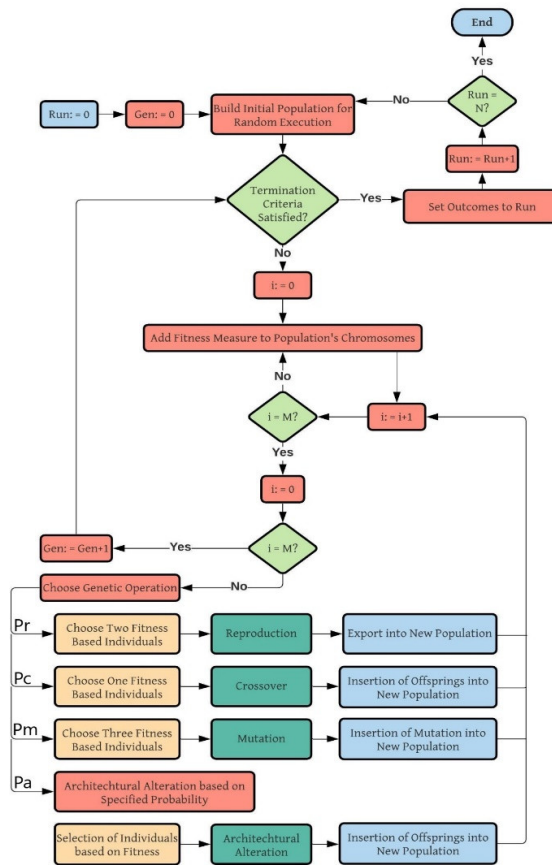 End
Yes
Run =
N?
No
Run: = 0
Gen: = 0
Build Initial Population for
Random Execution
Run: = Run+1
Termination
Criteria
Satisfied?
Yes
Set Outcomes to Run
No
i: = 0
Add Fitness Measure to Population's Chromosomes
No
i = M?
i: = i+1
Yes
i: = 0
Gen: = Gen+1
Yes
i = M?
No
Choose Genetic Operation
Pr
Choose Two Fitness
Based Individuals
Reproduction
Export into New Population
Pc
Choose One Fitness
Based Individuals
Crossover
Insertion of Offsprings into
New Population
Pm
Choose Three Fitness
Based Individuals
Mutation
Insertion of Mutation into
New Population
Pa
Architechtural Alteration based on
Specified Probability
Selection of Individuals
based on Fitness
Architechtural
Alteration
Insertion of Offsprings into
New Population